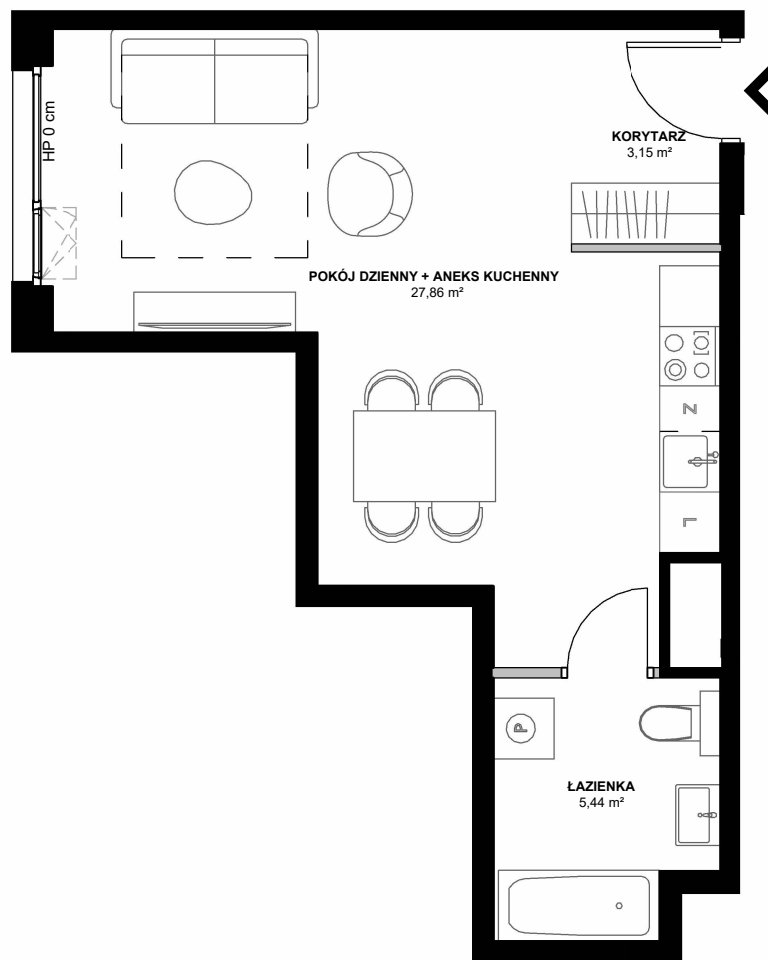 HP 0 cm
KORYTARZ
3,15 m²
POKÓJ DZIENNY + ANEKS KUCHENNY
27,86 m²
Z
L
P
ŁAZIENKA
5,44 m²